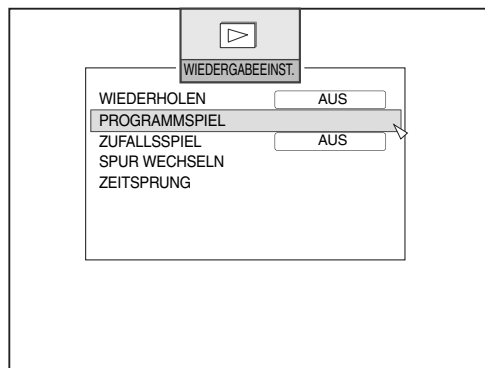 WIEDERGABEEINST.
WIEDERHOLEN AUS
PROGRAMMSPIEL
ZUFALLSSPIEL AUS
SPUR WECHSELN
ZEITSPRUNG